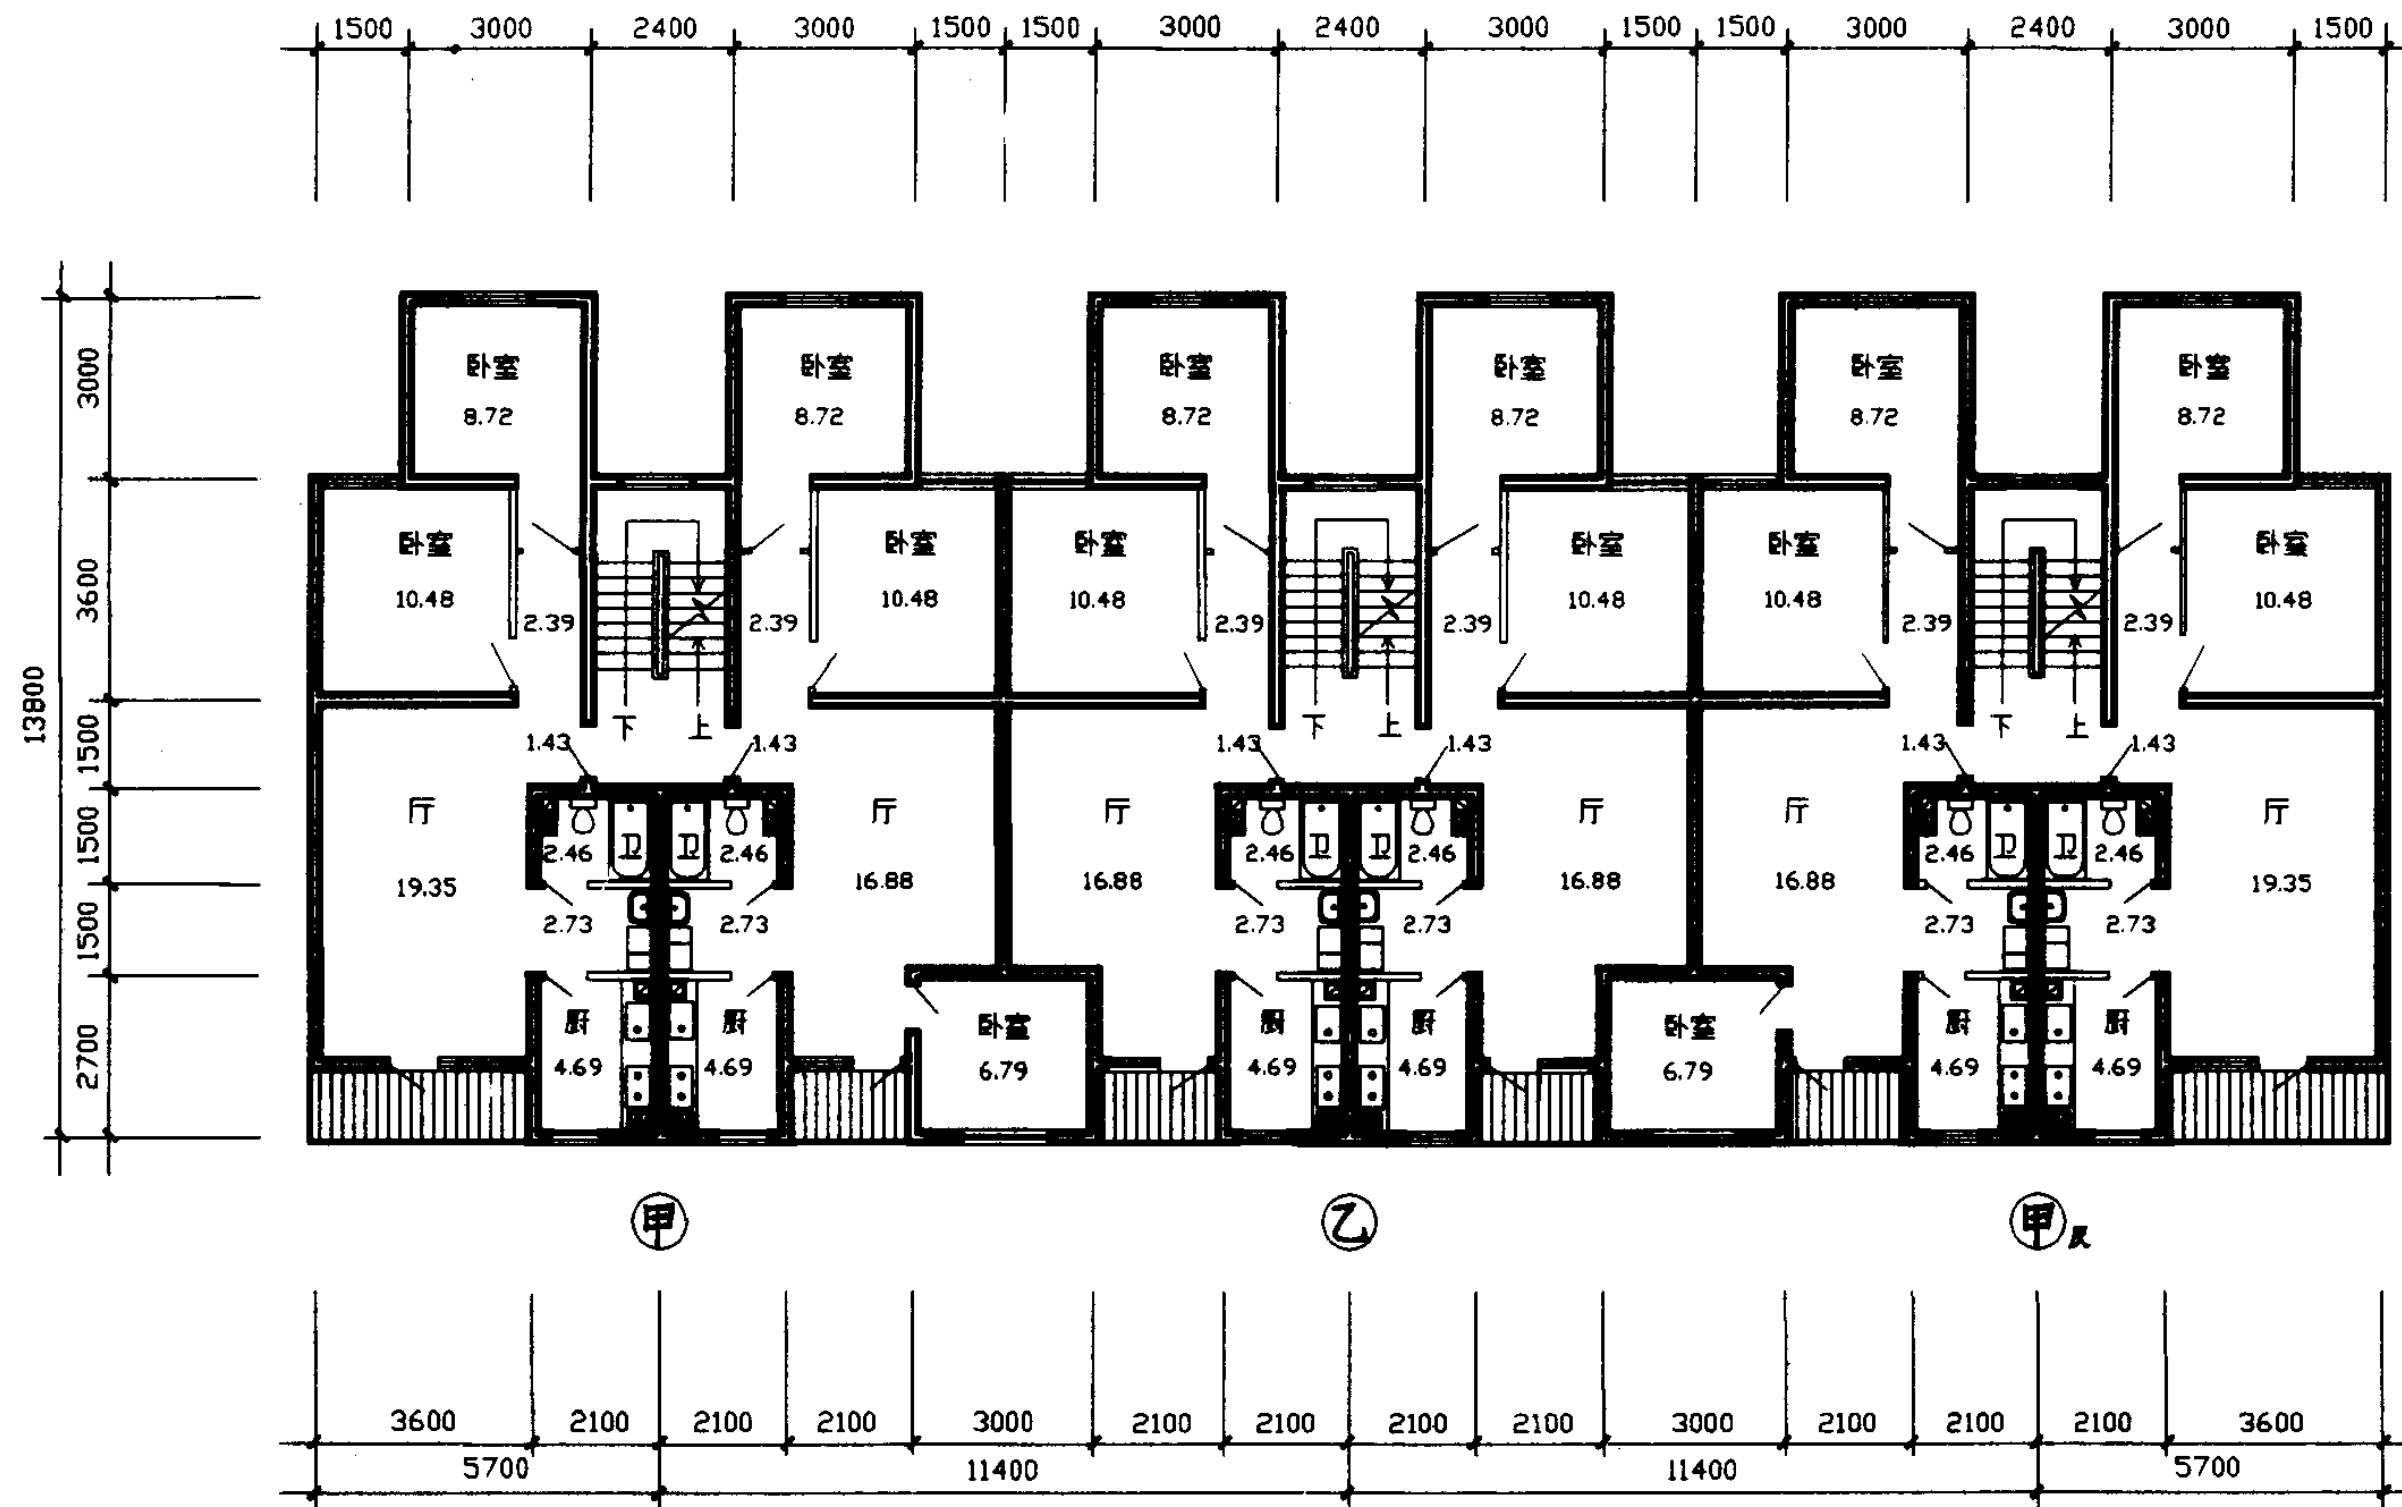 1500 3000 2400 3000 1500 1500 3000 2400 3000 1500 1500 3000 2400 3000 1500
卧室 卧室 卧室 卧室 卧室 卧室
3000
8.72 8.72 8.72 8.72 8.72 8.72
卧室 卧室 卧室 卧室 卧室 卧室
3600
10.48 10.48 10.48 10.48 10.48 10.48
2.39 2.39 2.39 2.39 2.39 2.39
13800
下 上 下 上 下 上
1500
1.43 1.43 1.43 1.43 1.43 1.43
厅 厅 厅 厅 厅 厅
1500
2.46 卫 卫 2.46 2.46 卫 卫 2.46 2.46 卫 卫 2.46
19.35 16.88 16.88 16.88 16.88 19.35
1500
2.73 2.73 2.73 2.73 2.73 2.73
厨 厨 卧室 厨 厨 卧室 厨 厨
2700
4.69 4.69 6.79 4.69 4.69 6.79 4.69 4.69
甲 乙 甲反
3600 2100 2100 2100 3000 2100 2100 2100 2100 3000 2100 2100 2100 3600
5700 11400 11400 5700